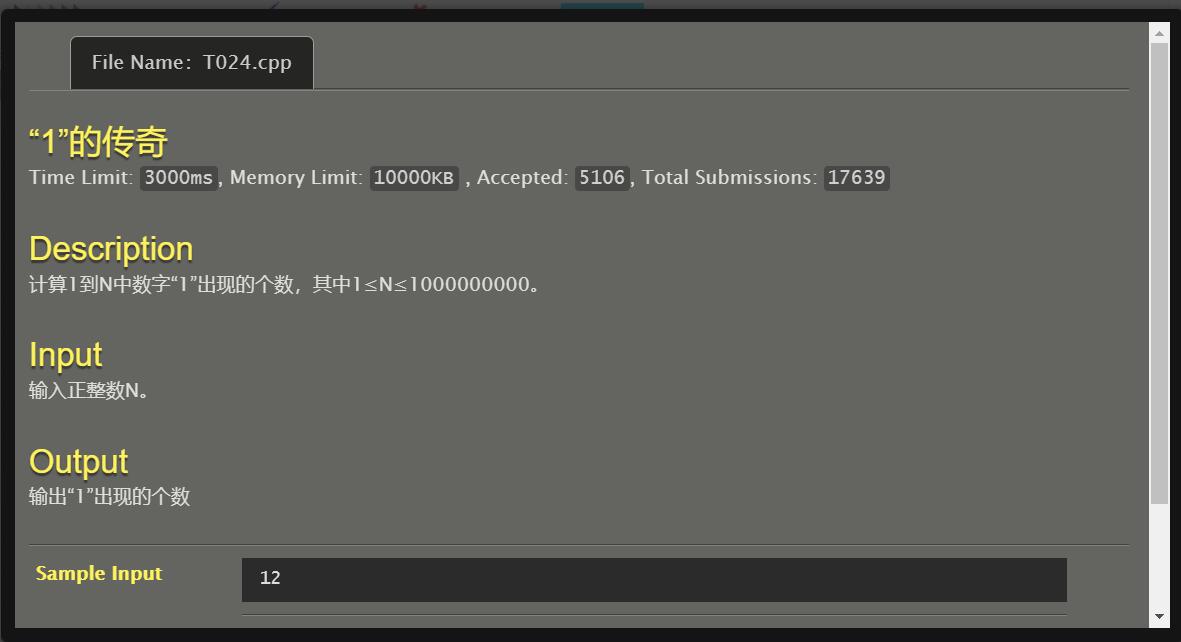 File Name：T024.cpp
“1”的传奇
Time Limit: 3000ms, Memory Limit: 10000KB , Accepted: 5106, Total Submissions: 17639
Description
计算1到N中数字“1”出现的个数，其中1≤N≤1000000000。
Input
输入正整数N。
Output
输出“1”出现的个数
Sample Input
12